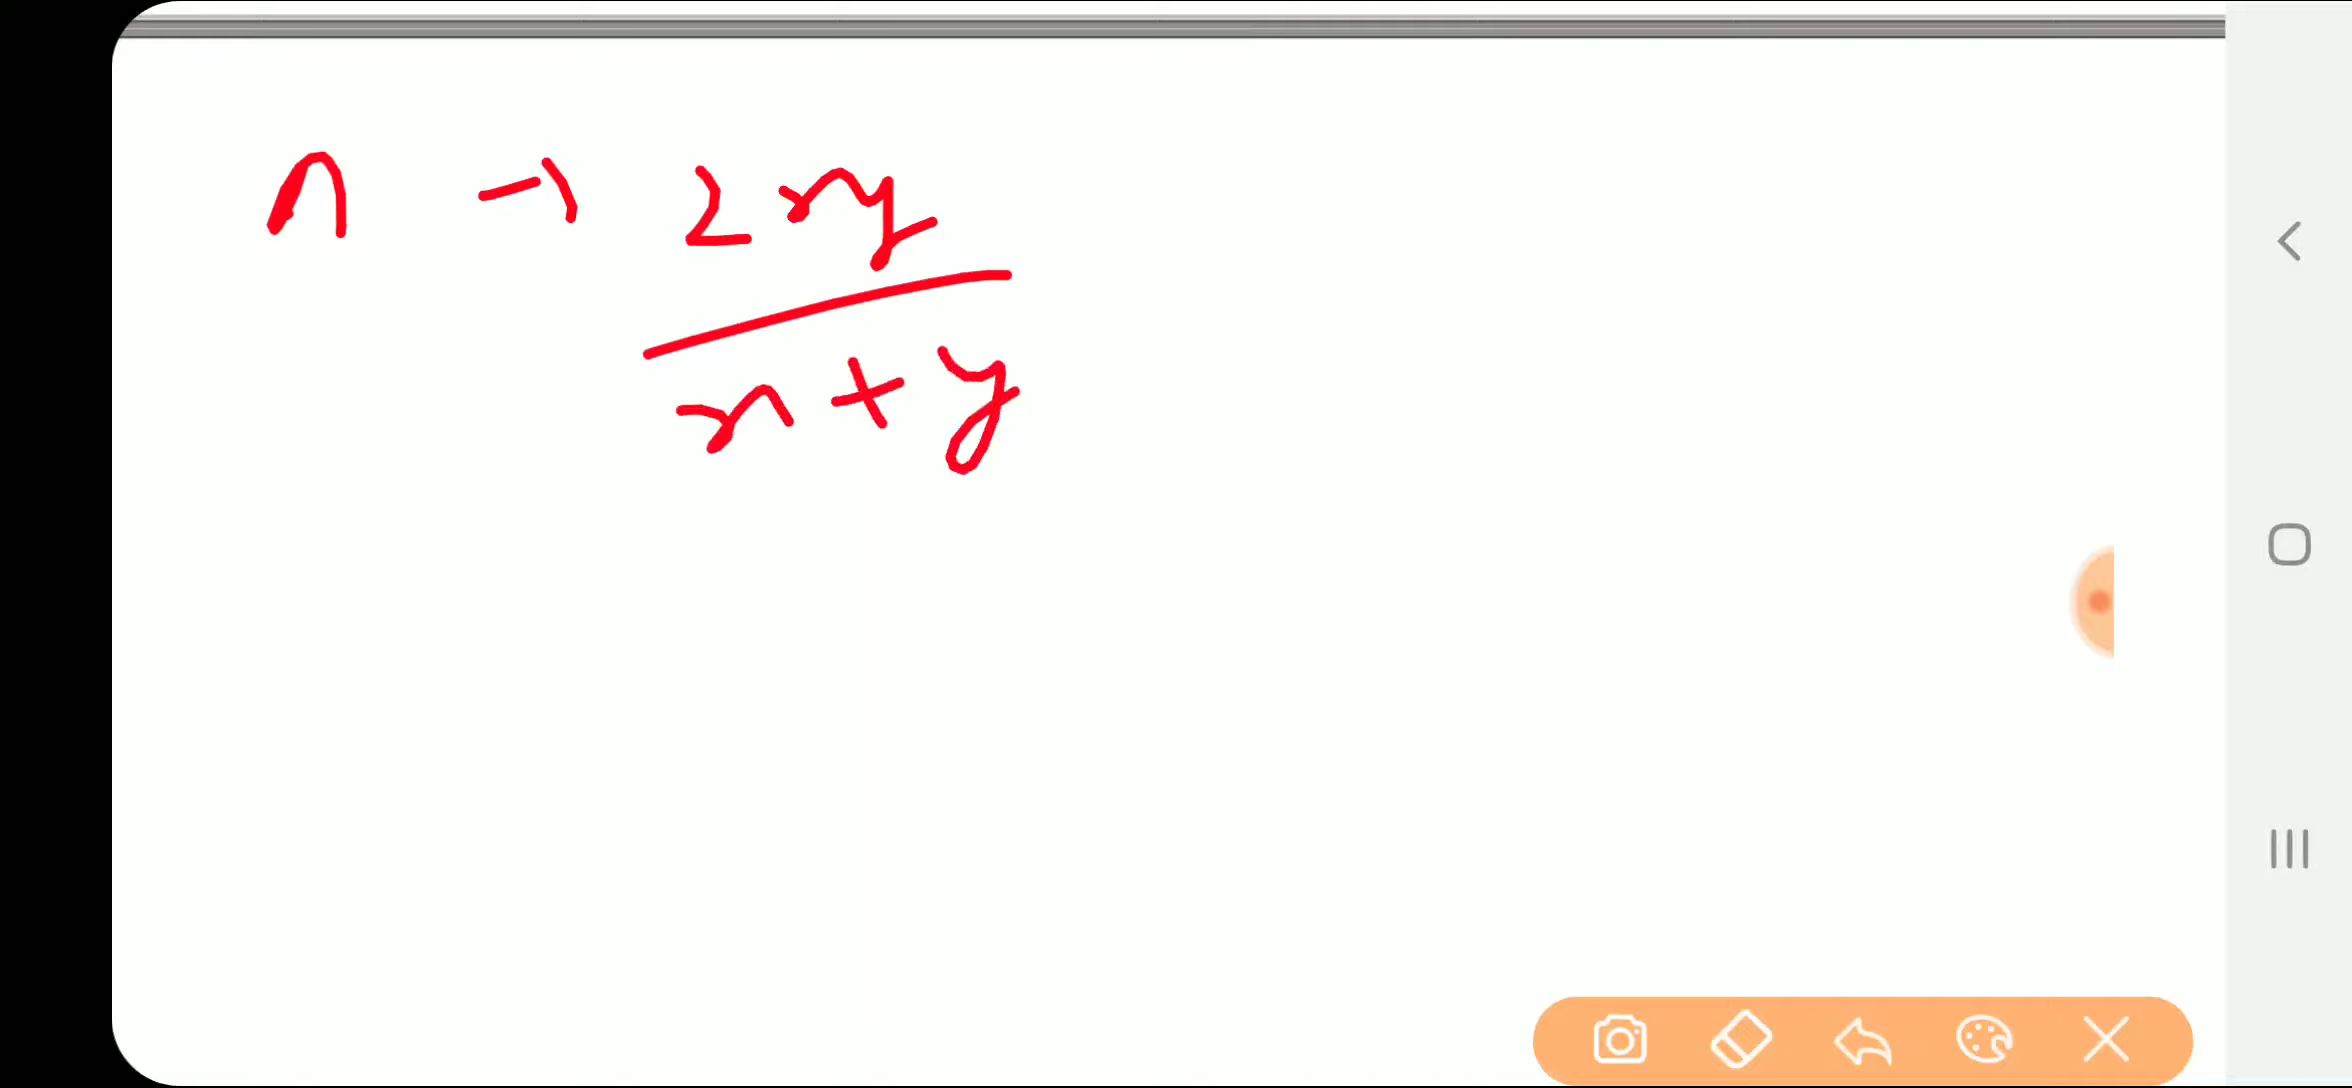 n → 2xy
x + y